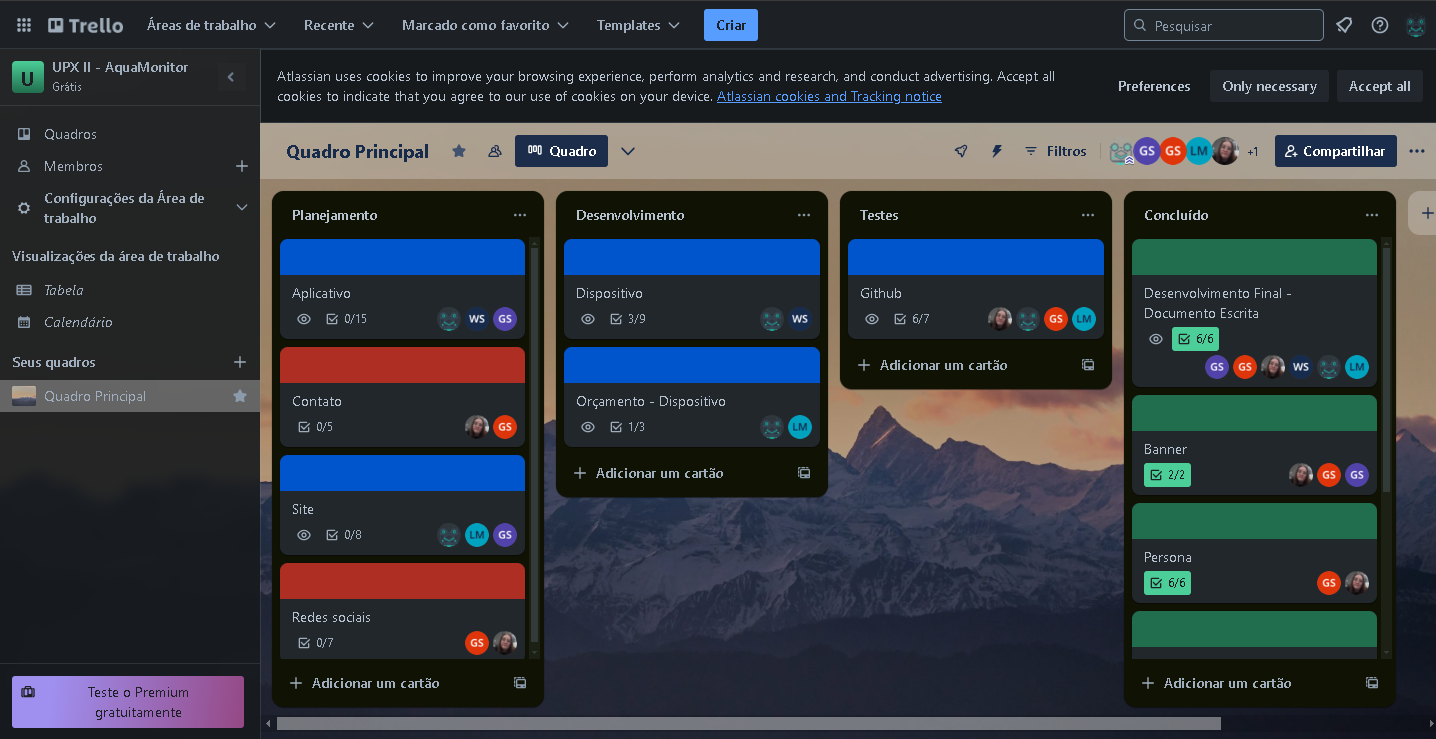 Trello
Áreas de trabalho
Recente
Marcado como favorito
Templates
Criar
Pesquisar
U
UPX II - AquaMonitor
Grátis
Quadros
Membros
Configurações da Área de
trabalho
Visualizações da área de trabalho
Tabela
Calendário
Seus quadros
Quadro Principal
Teste o Premium
gratuitamente
Atlassian uses cookies to improve your browsing experience, perform analytics and research, and conduct advertising. Accept all
cookies to indicate that you agree to our use of cookies on your device. Atlassian cookies and Tracking notice
Preferences
Only necessary
Accept all
Quadro Principal
Quadro
Filtros
GS
GS
LM
+1
Compartilhar
Planejamento
Aplicativo
0/15
WS
GS
Contato
0/5
GS
Site
0/8
LM
GS
Redes sociais
0/7
GS
Adicionar um cartão
Desenvolvimento
Dispositivo
3/9
WS
Orçamento - Dispositivo
1/3
LM
Adicionar um cartão
Testes
Github
6/7
GS
LM
Adicionar um cartão
Concluído
Desenvolvimento Final -
Documento Escrita
6/6
GS
GS
WS
LM
Banner
2/2
GS
GS
Persona
6/6
GS
Adicionar um cartão